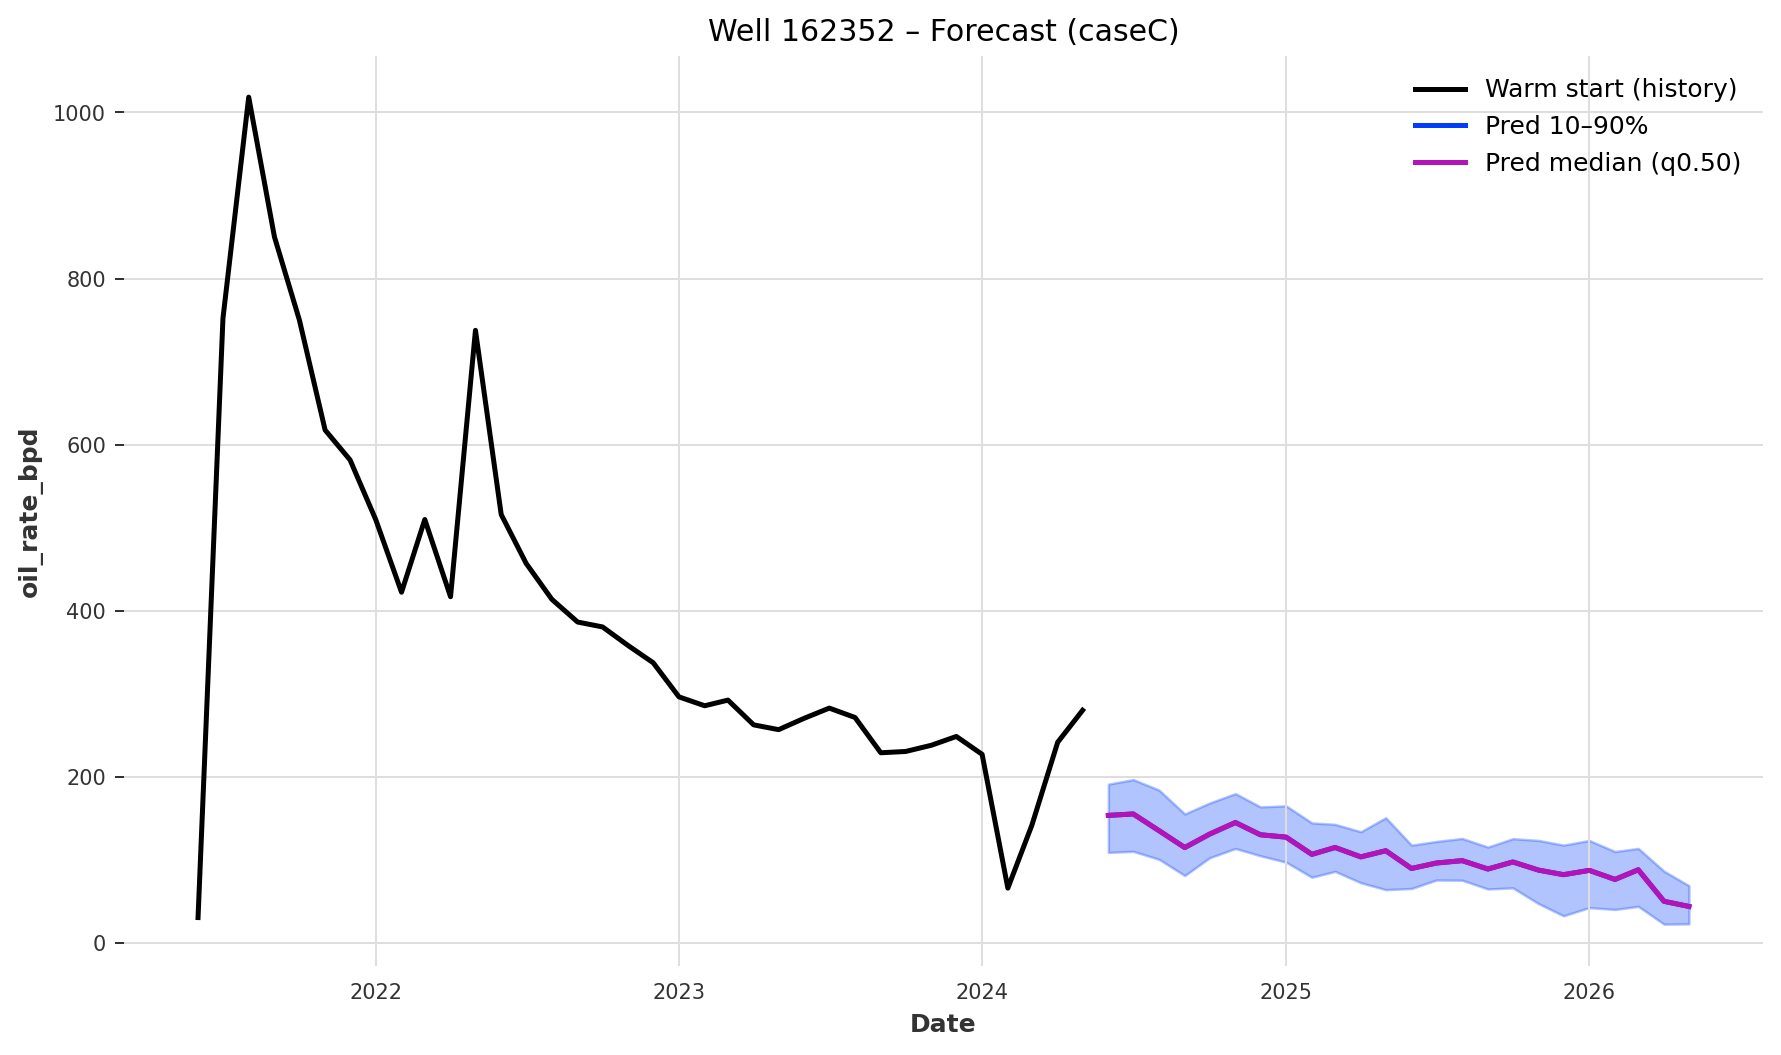 Well 162352 – Forecast (caseC)
Warm start (history)
Pred 10–90%
Pred median (q0.50)
oil_rate_bpd
1000
800
600
400
200
0
2022 2023 2024 2025 2026
Date